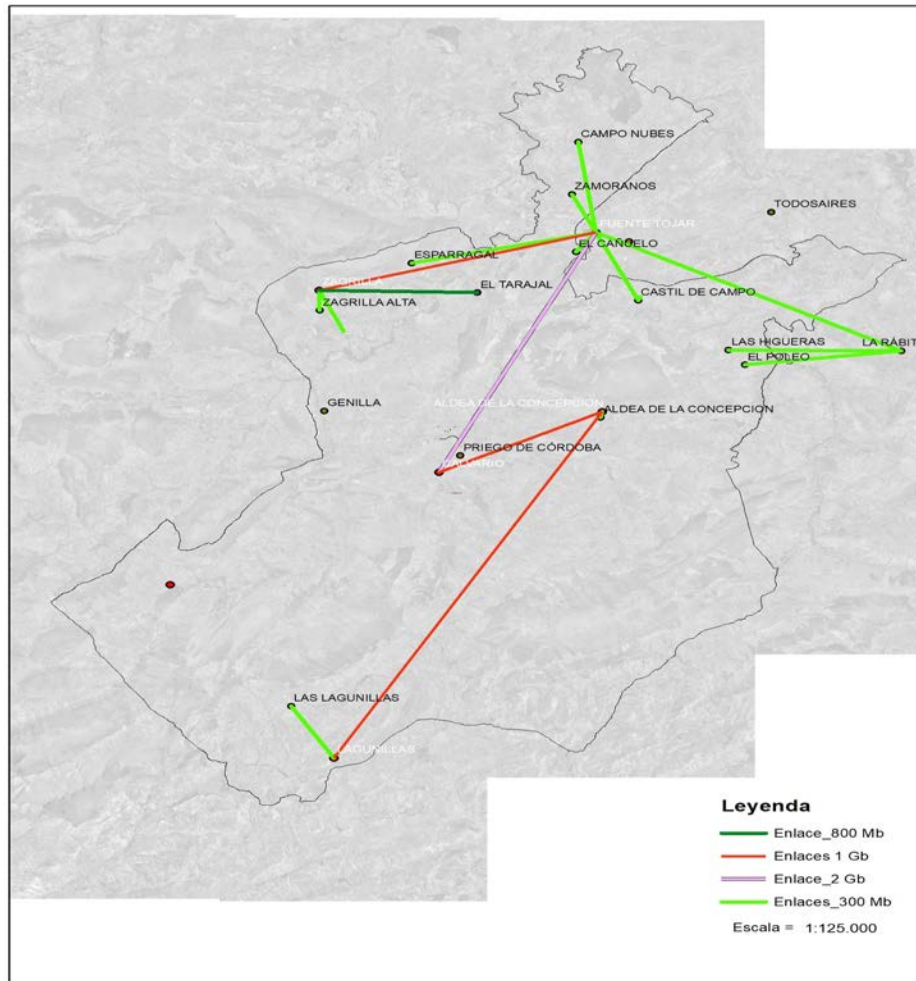 CAMPO NUBES
ZAMORANOS
TODOSAIRES
FUENTE TOJAR
EL CAÑUELO
ESPARRAGAL
EL TARAJAL
ZAGRILLA ALTA
CASTIL DE CAMPO
LAS HIGUERAS
LA RÁBIT
EL POLEO
GENILLA
ALDEA DE LA CONCEPCION
ALDEA DE LA CONCEPCION
PRIEGO DE CÓRDOBA
CALVARIO
LAS LAGUNILLAS
LAGUNILLAS
Leyenda
Enlace_800 Mb
Enlaces 1 Gb
Enlace_2 Gb
Enlaces_300 Mb
Escala = 1:125.000